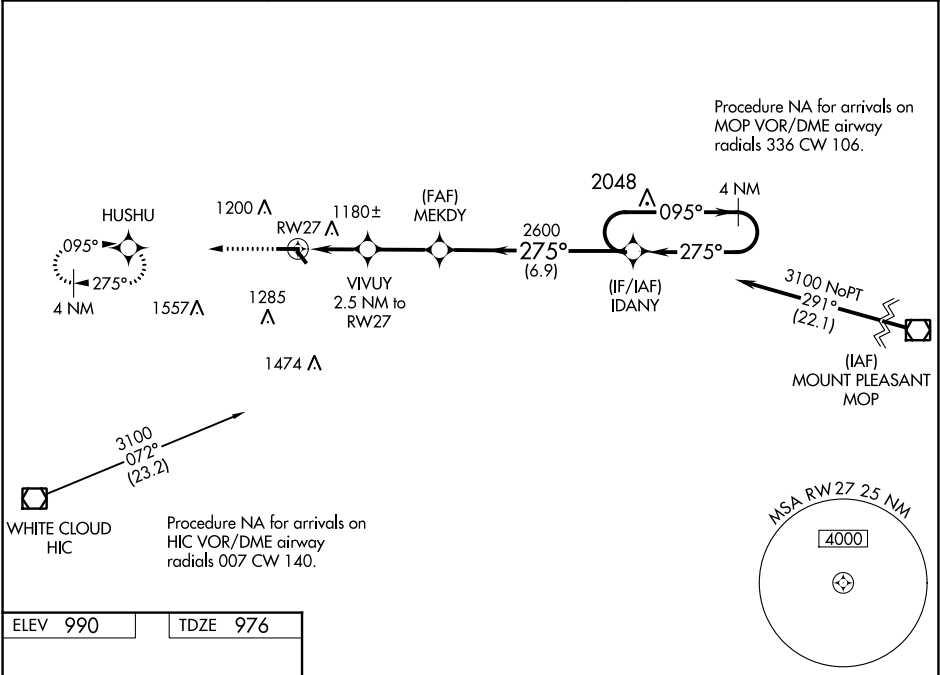 Procedure NA for arrivals on
MOP VOR/DME airway
radials 336 CW 106.
2048
4 NM
095°
275°
(IF/IAF)
IDANY
2600
275°
(6.9)
(FAF)
MEKDY
1180±
VIVUY
2.5 NM to
RW27
RW27
1200
HUSHU
095°
275°
4 NM
1557
1285
1474
3100 NoPT
291°
(22.1)
(IAF)
MOUNT PLEASANT
MOP
3100
072°
(23.2)
WHITE CLOUD
HIC
Procedure NA for arrivals on
HIC VOR/DME airway
radials 007 CW 140.
MSA RW27 25 NM
4000
ELEV 990
TDZE 976